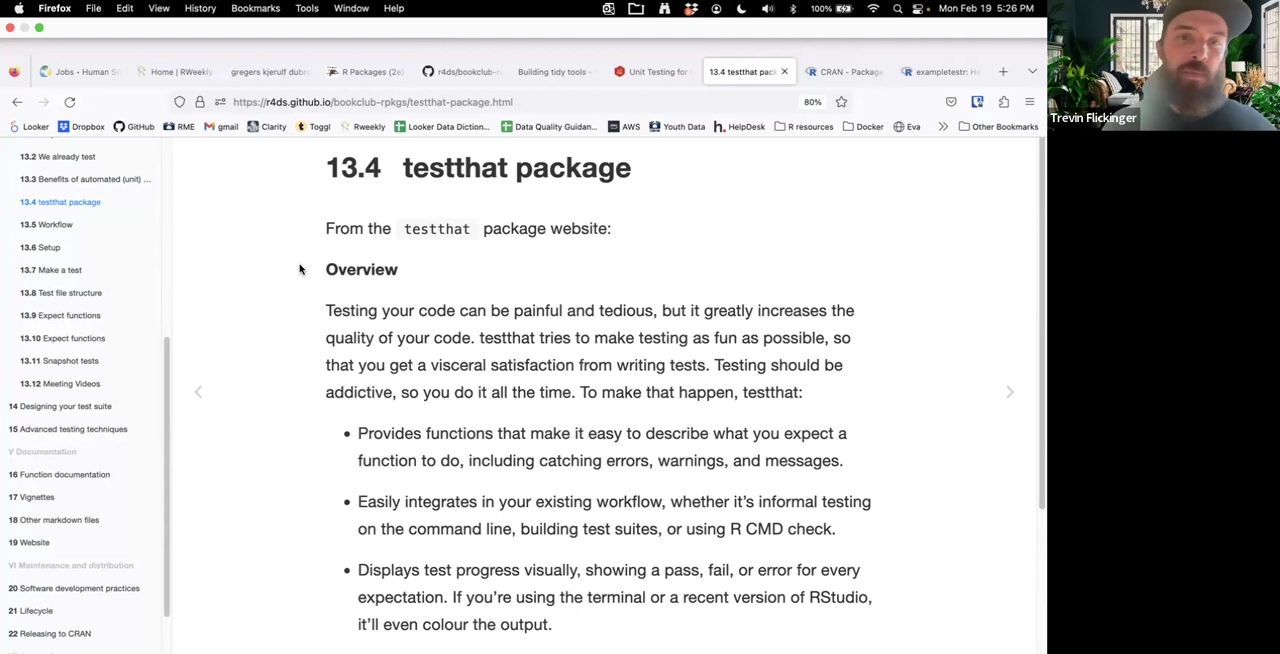 Firefox File Edit View History Bookmarks Tools Window Help 100% Mon Feb 19 5:26 PM
Jobs - Human Se Home | RWeekly gregers kjerulf dubro R Packages (2e) r4ds/bookclub-r Building tidy tools - Unit Testing for 13.4 testthat pack CRAN - Package exampletestr: H
https://r4ds.github.io/bookclub-rpkgs/testthat-package.html 80%
Looker Dropbox GitHub RME gmail Clarity Toggl Rweekly Looker Data Diction... Data Quality Guidan... AWS Youth Data HelpDesk R resources Docker Eva Other Bookmarks
Trevin Flickinger
13.2 We already test
13.3 Benefits of automated (unit) ...
13.4 testthat package
13.5 Workflow
13.6 Setup
13.7 Make a test
13.8 Test file structure
13.9 Expect functions
13.10 Expect functions
13.11 Snapshot tests
13.12 Meeting Videos
14 Designing your test suite
15 Advanced testing techniques
V Documentation
16 Function documentation
17 Vignettes
18 Other markdown files
19 Website
VI Maintenance and distribution
20 Software development practices
21 Lifecycle
22 Releasing to CRAN
13.4 testthat package
From the testthat package website:
Overview
Testing your code can be painful and tedious, but it greatly increases the
quality of your code. testthat tries to make testing as fun as possible, so
that you get a visceral satisfaction from writing tests. Testing should be
addictive, so you do it all the time. To make that happen, testthat:
• Provides functions that make it easy to describe what you expect a
function to do, including catching errors, warnings, and messages.
• Easily integrates in your existing workflow, whether it's informal testing
on the command line, building test suites, or using R CMD check.
• Displays test progress visually, showing a pass, fail, or error for every
expectation. If you're using the terminal or a recent version of RStudio,
it'll even colour the output.